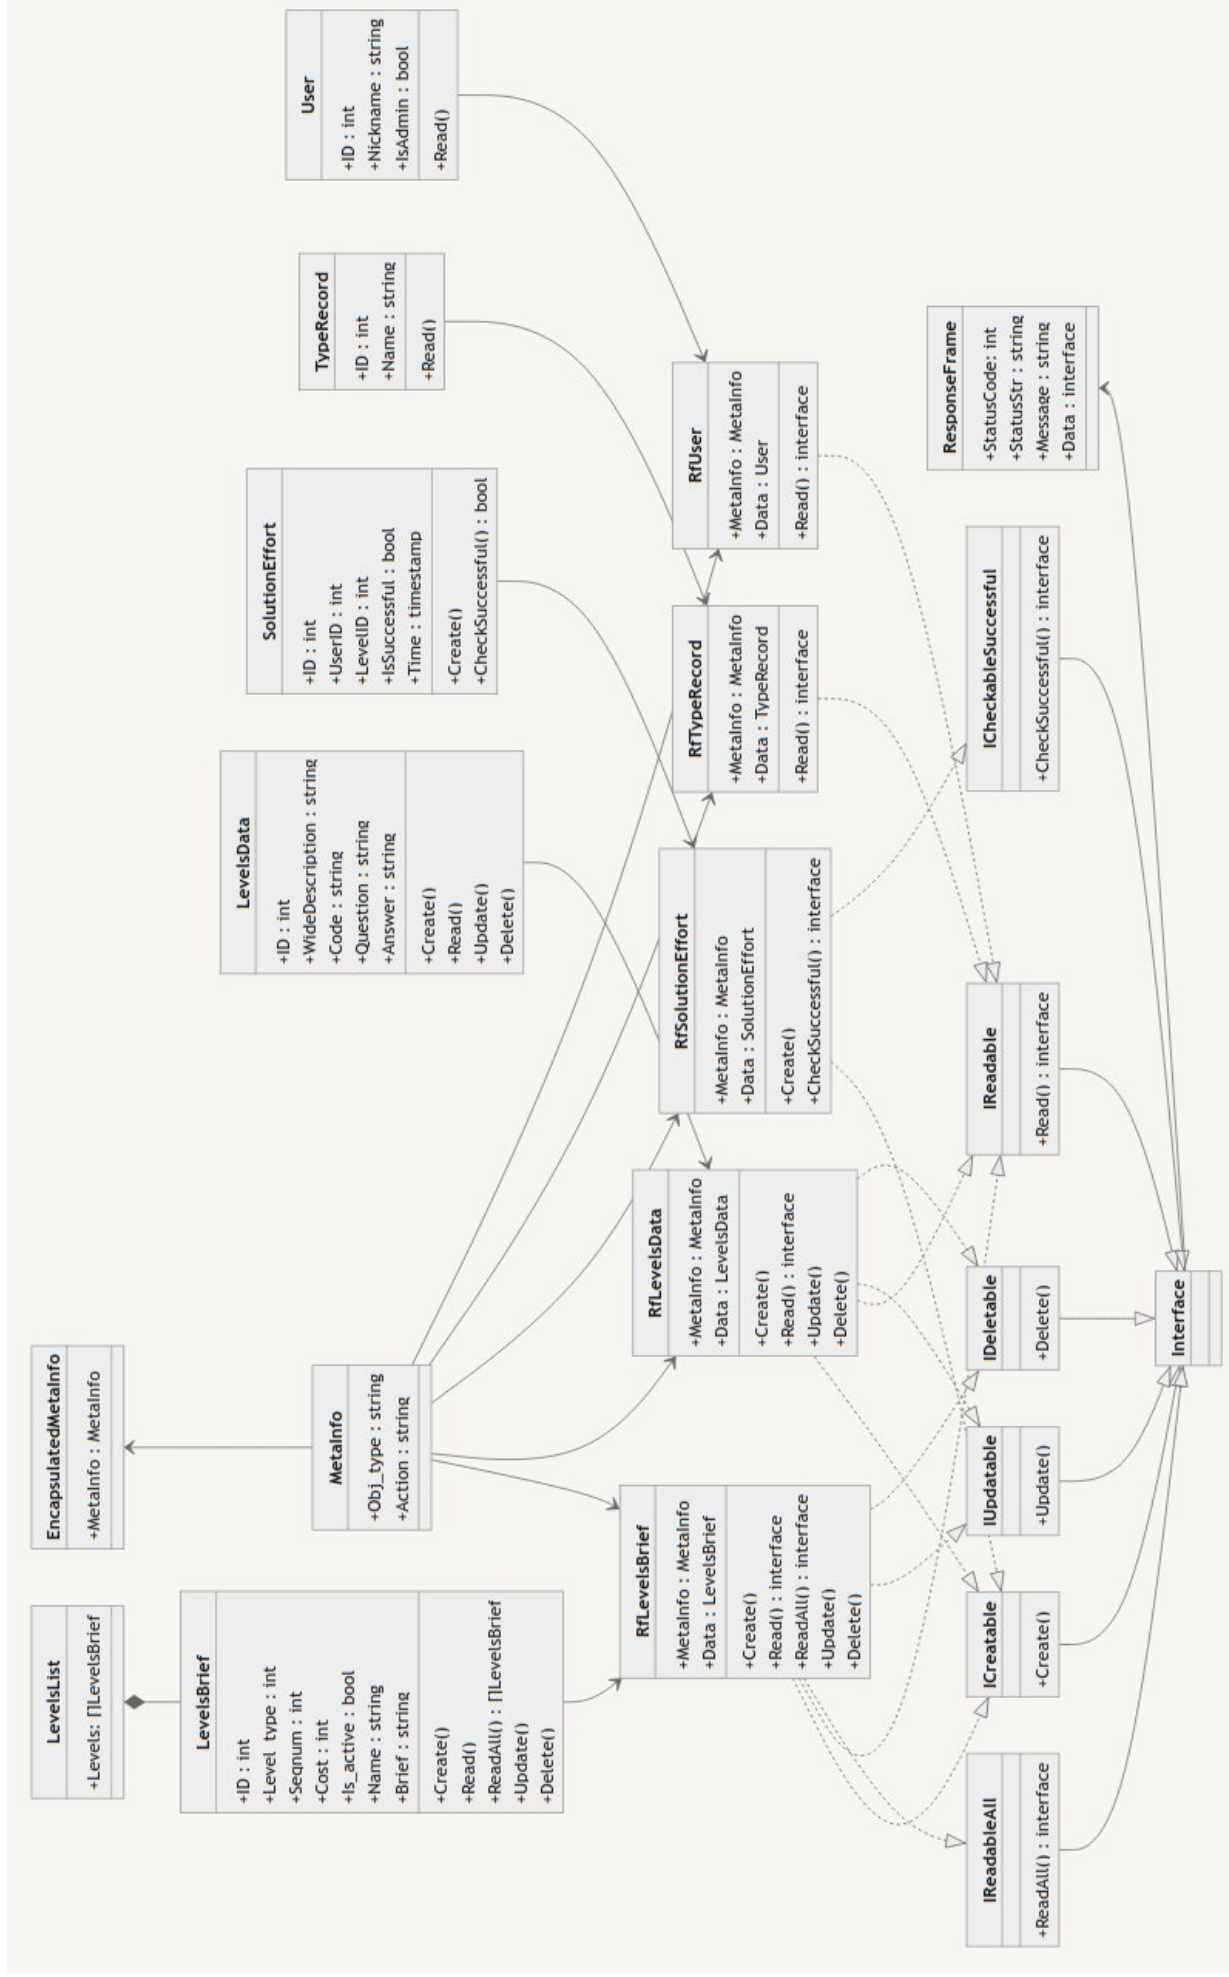 LevelsList
+Levels: []LevelsBrief
EncapsulatedMetaInfo
+MetaInfo : MetaInfo
LevelsBrief
+ID : int
+Level_type : int
+Seqnum : int
+Cost : int
+Is_active : bool
+Name : string
+Brief : string
+Create()
+Read()
+ReadAll() : []LevelsBrief
+Update()
+Delete()
MetaInfo
+Obj_type : string
+Action : string
LevelsData
+ID : int
+WideDescription : string
+Code : string
+Question : string
+Answer : string
+Create()
+Read()
+Update()
+Delete()
SolutionEffort
+ID : int
+UserID : int
+LevelID : int
+IsSuccessful : bool
+Time : timestamp
+Create()
+CheckSuccessful() : bool
TypeRecord
+ID : int
+Name : string
+Read()
User
+ID : int
+Nickname : string
+IsAdmin : bool
+Read()
RfLevelsBrief
+MetaInfo : MetaInfo
+Data : LevelsBrief
+Create()
+Read() : interface
+ReadAll() : interface
+Update()
+Delete()
RfLevelsData
+MetaInfo : MetaInfo
+Data : LevelsData
+Create()
+Read() : interface
+Update()
+Delete()
RfSolutionEffort
+MetaInfo : MetaInfo
+Data : SolutionEffort
+Create()
+CheckSuccessful() : interface
RfTypeRecord
+MetaInfo : MetaInfo
+Data : TypeRecord
+Read() : interface
RfUser
+MetaInfo : MetaInfo
+Data : User
+Read() : interface
IReadableAll
+ReadAll() : interface
ICreatable
+Create()
IUpdatable
+Update()
IDeletable
+Delete()
IReadable
+Read() : interface
ICheckableSuccessful
+CheckSuccessful() : interface
ResponseFrame
+StatusCode: int
+StatusStr : string
+Message : string
+Data : interface
Interface